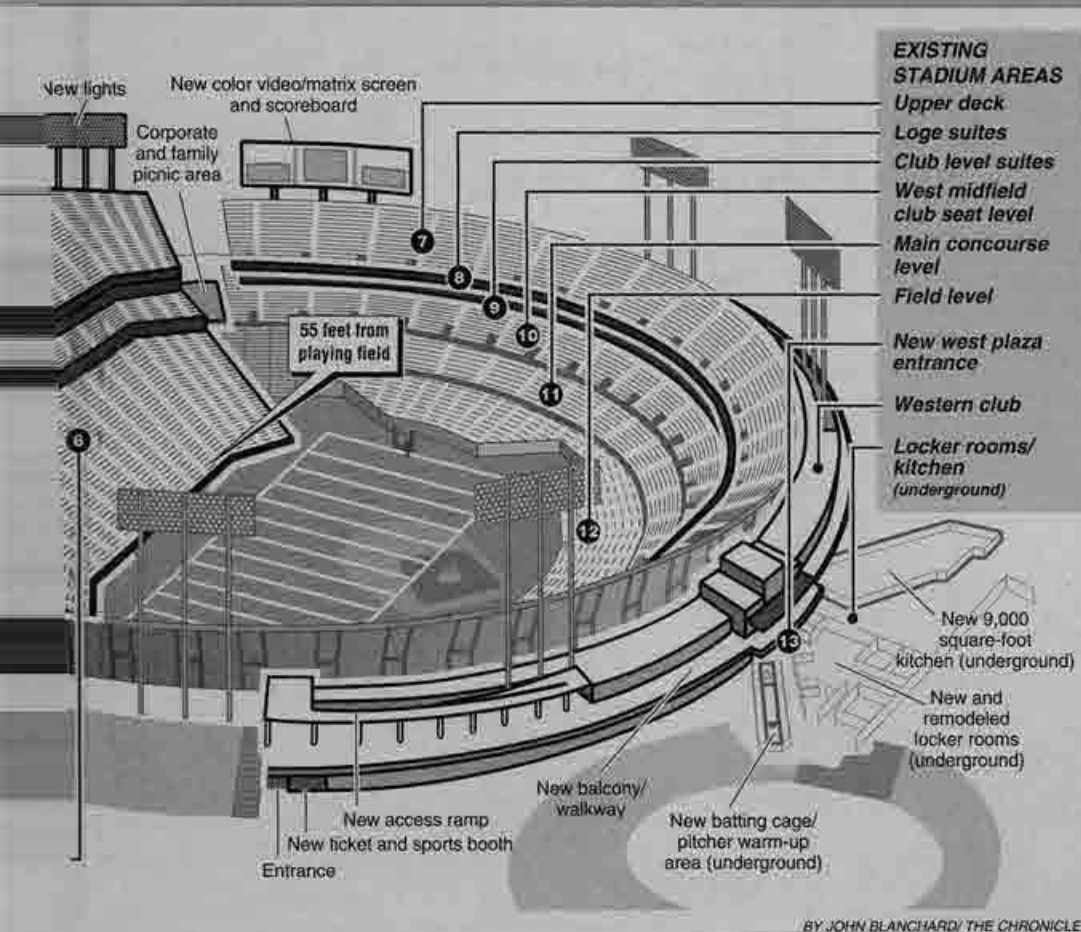 New lights
New color video/matrix screen
and scoreboard
Corporate
and family
picnic area
EXISTING
STADIUM AREAS
Upper deck
Loge suites
Club level suites
West midfield
club seat level
Main concourse
level
Field level
New west plaza
entrance
Western club
Locker rooms/
kitchen
(underground)
7
8
9
10
11
12
13
6
55 feet from
playing field
New 9,000
square-foot
kitchen (underground)
New and
remodeled
locker rooms
(underground)
New balcony/
walkway
New batting cage/
pitcher warm-up
area (underground)
New access ramp
New ticket and sports booth
Entrance
BY JOHN BLANCHARD/ THE CHRONICLE